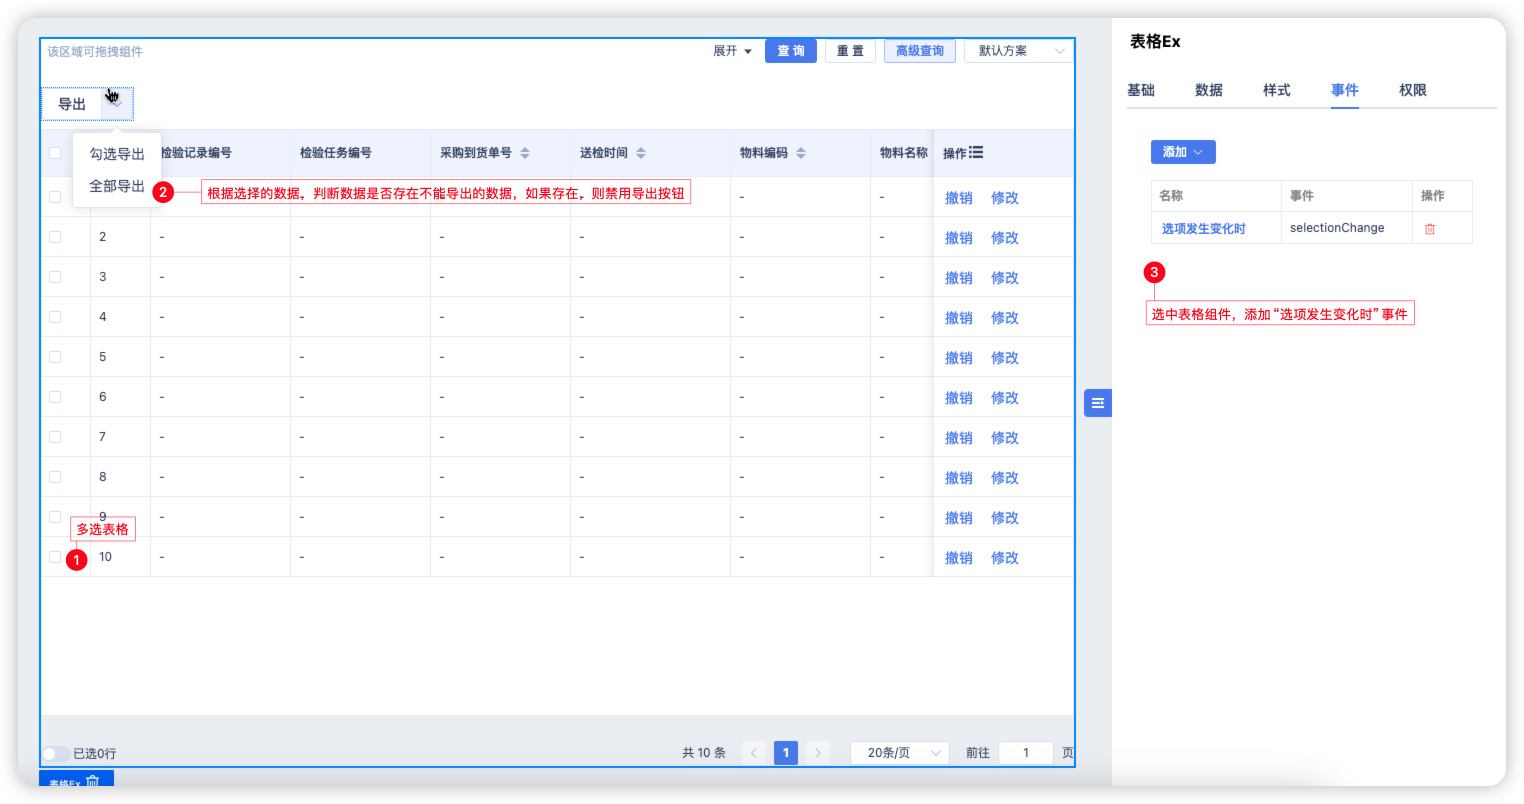 该区域可拖拽组件 展开 查询 重置 高级查询 默认方案
导出
勾选导出
全部导出
检验记录编号 检验任务编号 采购到货单号 送检时间 物料编码 物料名称 操作
2 根据选择的数据，判断数据是否存在不能导出的数据，如果存在，则禁用导出按钮 - - 撤销 修改
2 - - - - - - 撤销 修改
3 - - - - - - 撤销 修改
4 - - - - - - 撤销 修改
5 - - - - - - 撤销 修改
6 - - - - - - 撤销 修改
7 - - - - - - 撤销 修改
8 - - - - - - 撤销 修改
9 - - - - - - 撤销 修改
多选表格
1 10 - - - - - - 撤销 修改
已选0行 共 10 条 1 20条/页 前往 1 页
表格Ex
表格Ex
基础 数据 样式 事件 权限
添加
名称 事件 操作
选项发生变化时 selectionChange
3
选中表格组件，添加“选项发生变化时”事件